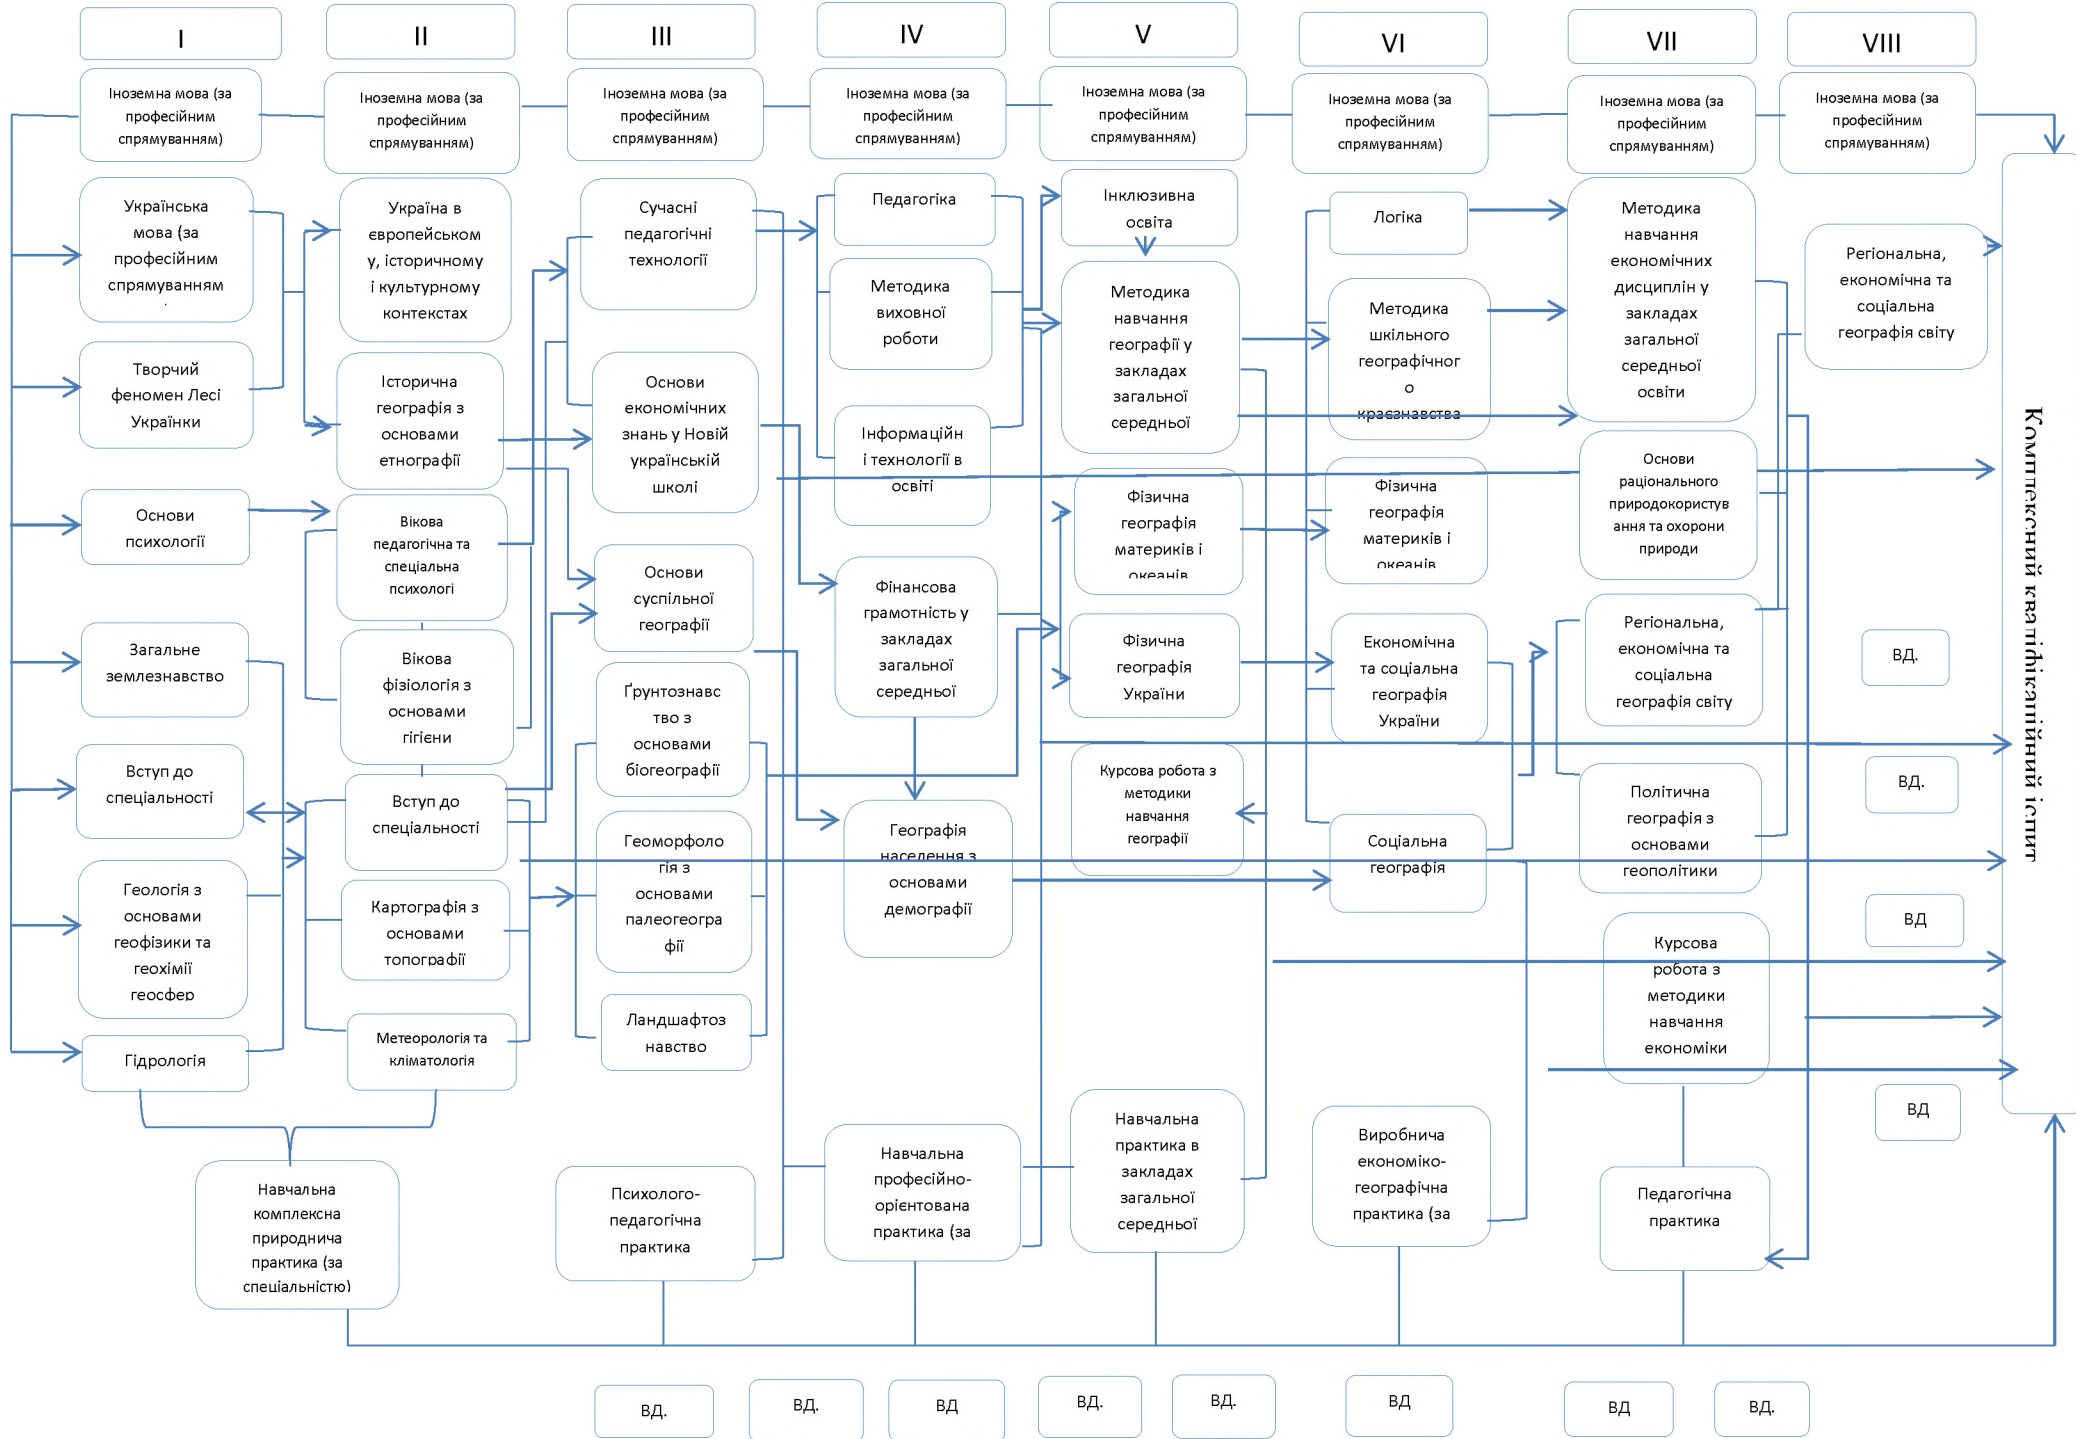 I
II
III
IV
V
VI
VII
VIII
Іноземна мова (за
професійним
спрямуванням)
Іноземна мова (за
професійним
спрямуванням)
Іноземна мова (за
професійним
спрямуванням)
Іноземна мова (за
професійним
спрямуванням)
Іноземна мова (за
професійним
спрямуванням)
Іноземна мова (за
професійним
спрямуванням)
Іноземна мова (за
професійним
спрямуванням)
Іноземна мова (за
професійним
спрямуванням)
Українська
мова (за
професійним
спрямуванням
Творчий
феномен Лесі
Українки
Основи
психології
Загальне
землезнавство
Вступ до
спеціальності
Геологія з
основами
геофізики та
геохімії
геосфер
Гідрологія
Україна в
європейськом
у, історичному
і культурному
контекстах
Історична
географія з
основами
етнографії
Вікова
педагогічна та
спеціальна
психологі
Вікова
фізіологія з
основами
гігієни
Вступ до
спеціальності
Картографія з
основами
топографії
Метеорологія та
кліматологія
Навчальна
комплексна
природнича
практика (за
спеціальністю)
Сучасні
педагогічні
технології
Основи
економічних
знань у Новій
українській
школі
Основи
суспільної
географії
Ґрунтознавс
тво з
основами
біогеографії
Геоморфоло
гія з
основами
палеогеогра
фії
Ландшафтоз
навство
Психолого-
педагогічна
практика
Педагогіка
Методика
виховної
роботи
Інформаційн
і технології в
освіті
Фінансова
грамотність у
закладах
загальної
середньої
Географія
населення з
основами
демографії
Навчальна
професійно-
орієнтована
практика (за
Інклюзивна
освіта
Методика
навчання
географії у
закладах
загальної
середньої
Фізична
географія
материків і
океанів
Фізична
географія
України
Курсова робота з
методики
навчання
географії
Навчальна
практика в
закладах
загальної
середньої
Логіка
Методика
шкільного
географічног
о
краєзнавства
Фізична
географія
материків і
океанів
Економічна
та соціальна
географія
України
Соціальна
географія
Виробнича
економіко-
географічна
практика (за
Методика
навчання
економічних
дисциплін у
закладах
загальної
середньої
освіти
Основи
раціонального
природокористув
ання та охорони
природи
Регіональна,
економічна та
соціальна
географія світу
Політична
географія з
основами
геополітики
Курсова
робота з
методики
навчання
економіки
Педагогічна
практика
Регіональна,
економічна та
соціальна
географія світу
ВД.
ВД.
ВД
ВД
Комплексний кваліфікаційний іспит
ВД.
ВД.
ВД
ВД.
ВД.
ВД
ВД
ВД.